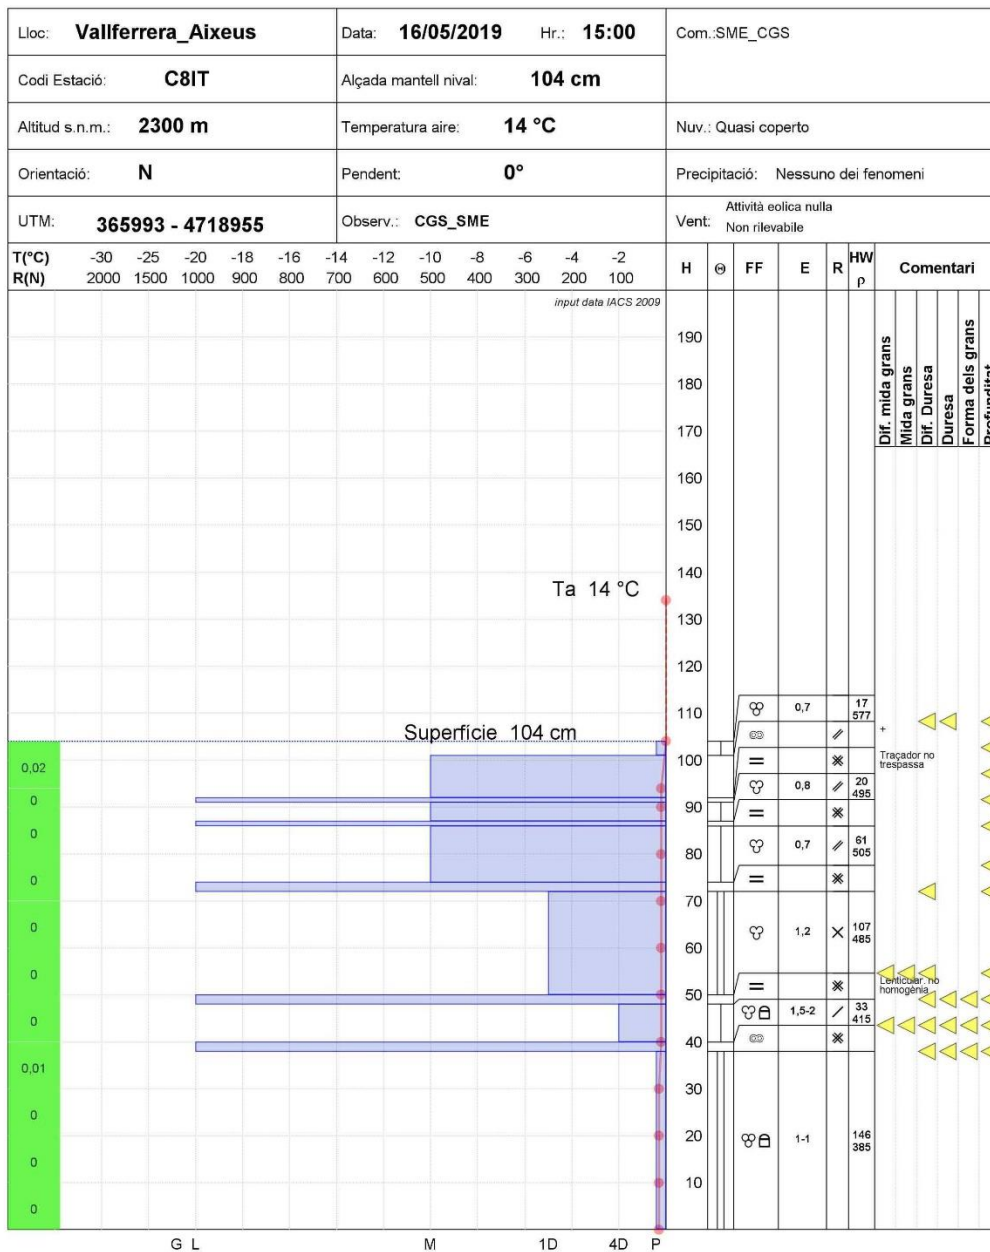 Lloc: Vallferrera_Aixeus Data: 16/05/2019 Hr.: 15:00 Com.:SME_CGS
Codi Estació: C8IT Alçada mantell nival: 104 cm
Altitud s.n.m.: 2300 m Temperatura aire: 14 °C Nuv.: Quasi coperto
Orientació: N Pendent: 0° Precipitació: Nessuno dei fenomeni
UTM: 365993 - 4718955 Observ.: CGS_SME Vent: Attività eolica nulla
Non rilevabile
T(°C) -30 -25 -20 -18 -16 -14 -12 -10 -8 -6 -4 -2
R(N) 2000 1500 1000 900 800 700 600 500 400 300 200 100
H Θ FF E R HW ρ Comentari
input data IACS 2009
Dif. mida grans
Mida grans
Dif. Duresa
Duresa
Forma dels grans
Profunditat
190
180
170
160
150
140
Ta 14 °C
130
120
110
0,7 17
577
+
Superfície 104 cm
100
Traçador no
trespassa
0,02
0,8 20
495
0
90
0
80
0,7 61
505
0
70
0
60
1,2 107
485
0
50
Lenticular. no
homogènia
0
1,5-2 33
415
40
0,01
30
0
20
1-1 146
385
0
10
0
G L M 1D 4D P